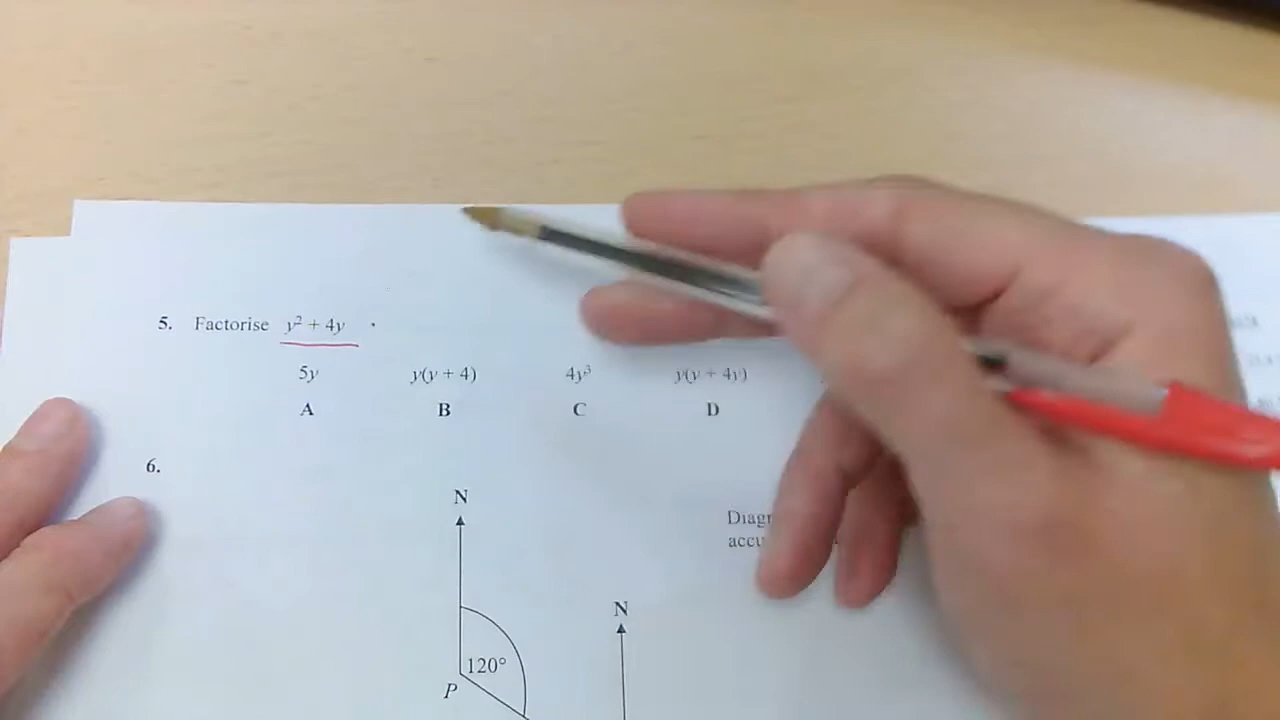 5. Factorise y² + 4y
5y y(y + 4) 4y³ y(y + 4y)
A B C D
6.
N
N
120°
P